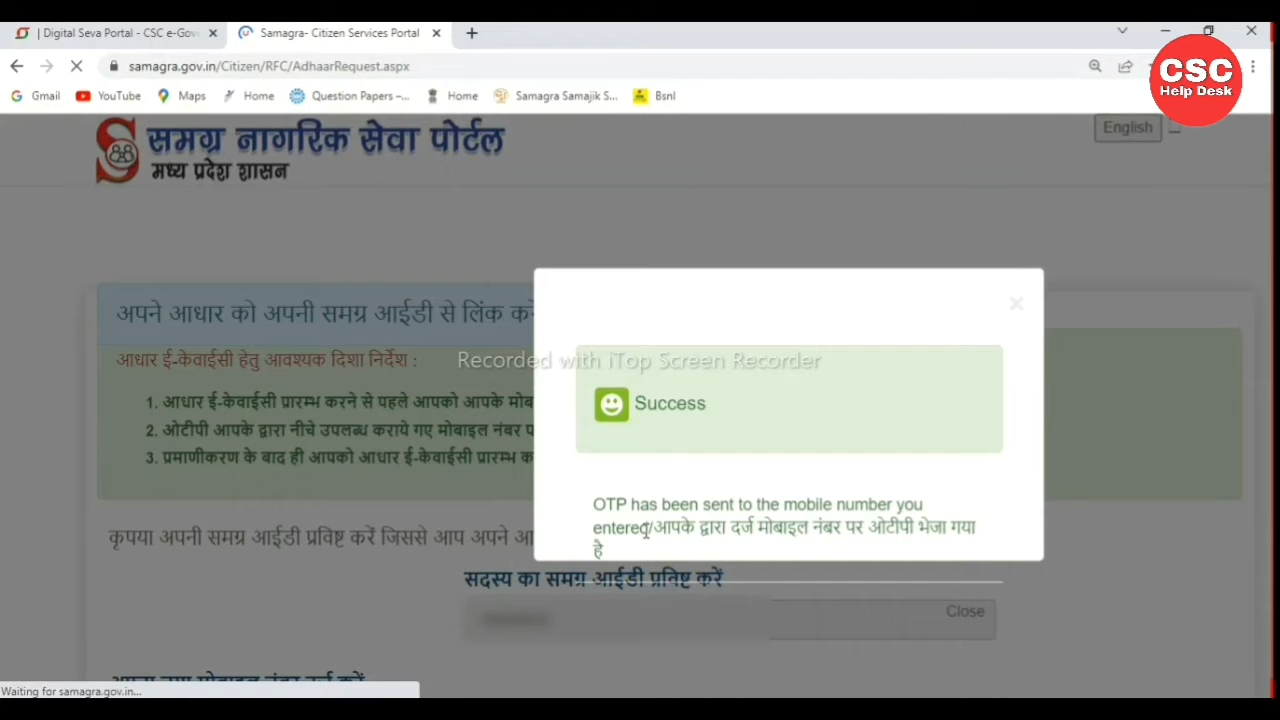 | Digital Seva Portal - CSC e-Gov
Samagra- Citizen Services Portal
samagra.gov.in/Citizen/RFC/AdhaarRequest.aspx
CSC
Help Desk
Gmail
YouTube
Maps
Home
Question Papers –...
Home
Samagra Samajik S...
Bsnl
समग्र नागरिक सेवा पोर्टल
मध्य प्रदेश शासन
English
अपने आधार को अपनी समग्र आईडी से लिंक करें
आधार ई-केवाईसी हेतु आवश्यक दिशा निर्देश :
Recorded with iTop Screen Recorder
1. आधार ई-केवाईसी प्रारम्भ करने से पहले आपको आपके मोब
2. ओटीपी आपके द्वारा नीचे उपलब्ध कराये गए मोबाइल नंबर प
3. प्रमाणीकरण के बाद ही आपको आधार ई-केवाईसी प्रारम्भ क
Success
OTP has been sent to the mobile number you
entered/आपके द्वारा दर्ज मोबाइल नंबर पर ओटीपी भेजा गया
है
कृपया अपनी समग्र आईडी प्रविष्ट करें जिससे आप अपने आ
सदस्य का समग्र आईडी प्रविष्ट करें
Close
Waiting for samagra.gov.in...